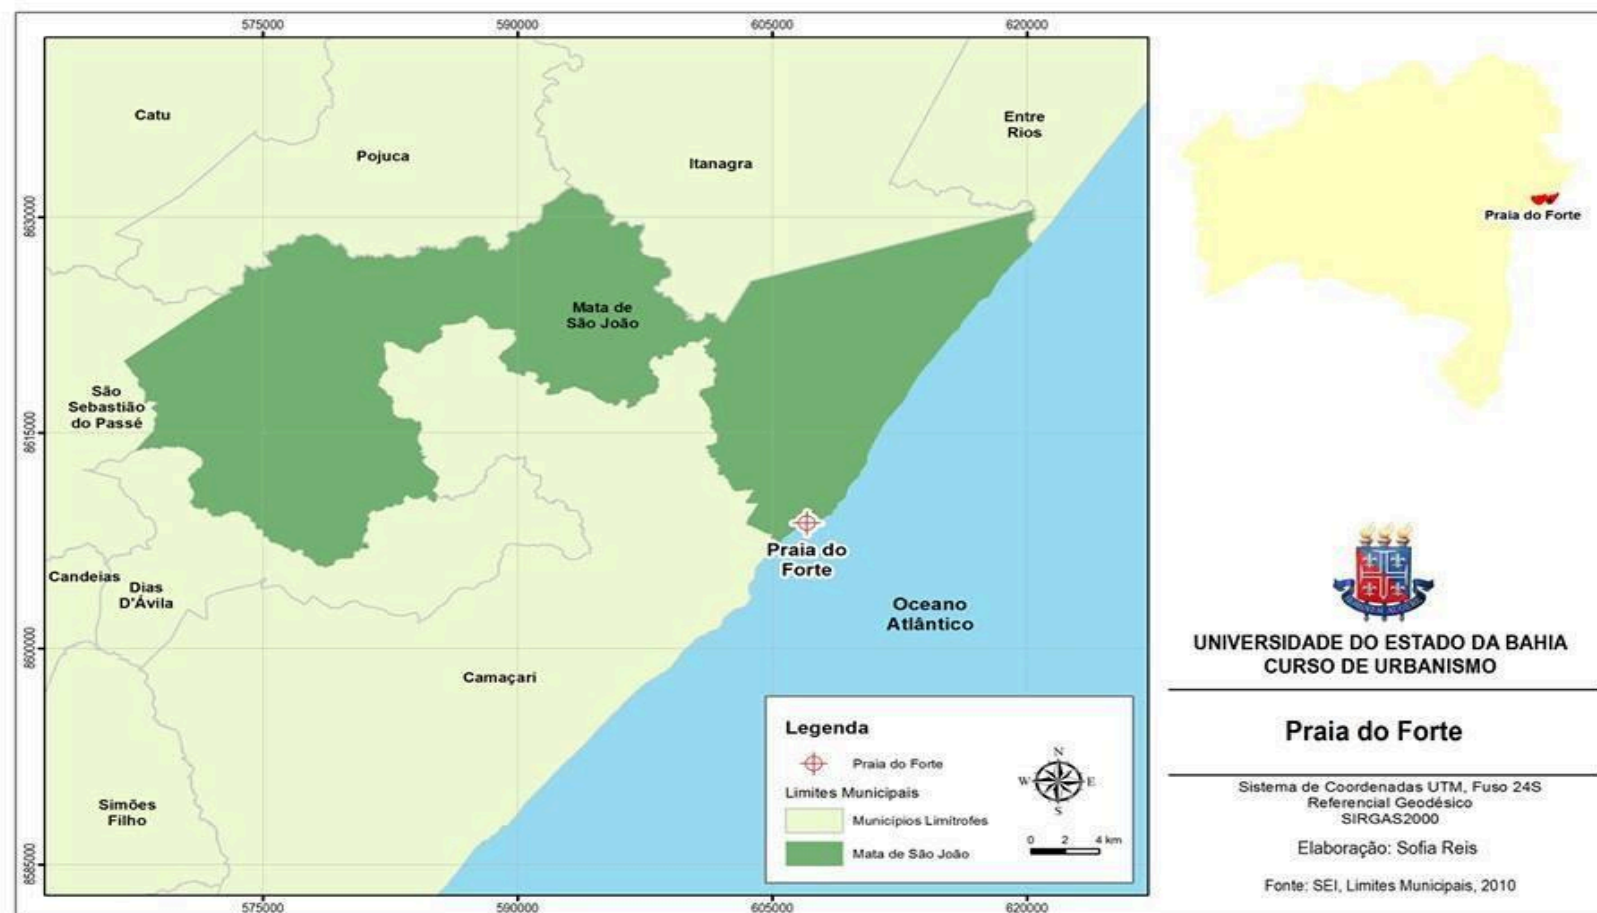 575000
590000
605000
620000
8630000
8615000
8600000
8585000
Catu
Pojuca
Itanagra
Entre
Rios
Mata de
São João
São
Sebastião
do Passé
Praia do
Forte
Candeias
Dias
D'Ávila
Oceano
Atlântico
Camaçari
Simões
Filho
Legenda
Praia do Forte
Limites Municipais
Municípios Limítrofes
Mata de São João
N
W
E
S
0 2 4 km
575000
590000
605000
620000
Praia do Forte
UNIVERSIDADE DO ESTADO DA BAHIA
CURSO DE URBANISMO
Praia do Forte
Sistema de Coordenadas UTM, Fuso 24S
Referencial Geodésico
SIRGAS2000
Elaboração: Sofia Reis
Fonte: SEI, Limites Municipais, 2010